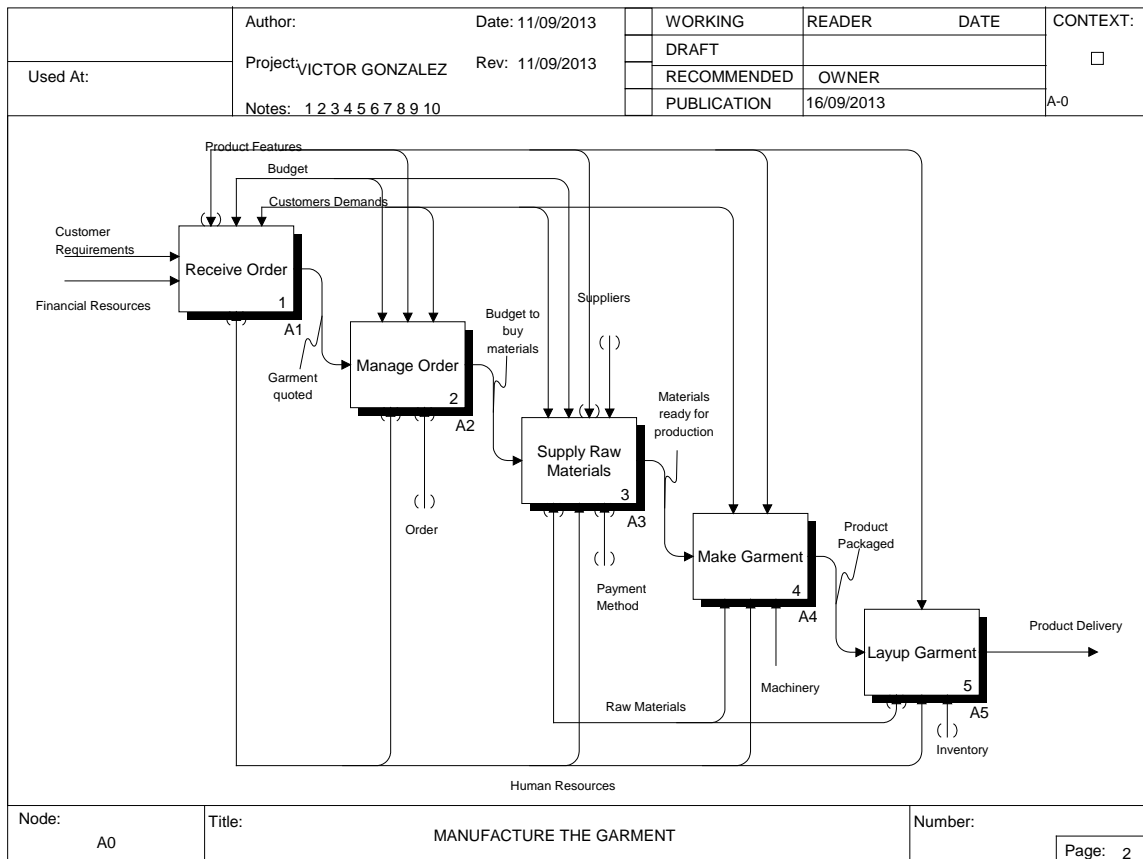 Used At:
Author:
Date: 11/09/2013
Project: VICTOR GONZALEZ
Rev: 11/09/2013
Notes: 1 2 3 4 5 6 7 8 9 10
WORKING
DRAFT
RECOMMENDED
PUBLICATION
READER
DATE
OWNER
16/09/2013
CONTEXT:
A-0
Product Features
Budget
Customers Demands
( )
Customer
Requirements
Financial Resources
Receive Order
1
A1
( )
Garment
quoted
Manage Order
2
A2
( )
( )
( )
Order
Budget to
buy
materials
Suppliers
( )
( )
Supply Raw
Materials
3
A3
( )
( )
( )
Payment
Method
Materials
ready for
production
Make Garment
4
A4
Machinery
Product
Packaged
Layup Garment
5
A5
( )
( )
Inventory
Product Delivery
Raw Materials
Human Resources
Node:
A0
Title:
MANUFACTURE THE GARMENT
Number:
Page: 2